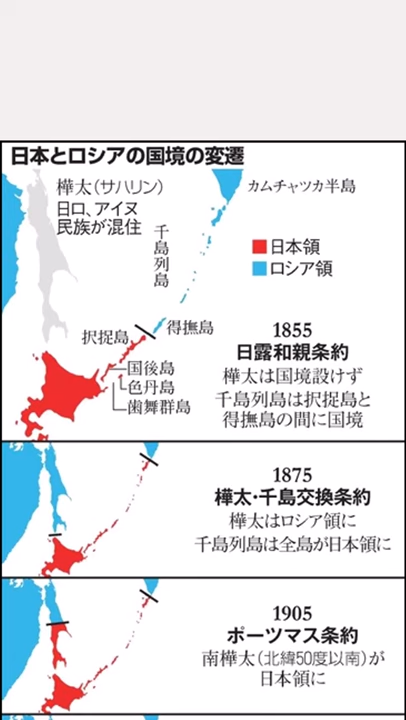 日本とロシアの国境の変遷
樺太(サハリン)
日ロ、アイヌ
民族が混住
カムチャツカ半島
千島列島
日本領
ロシア領
択捉島
得撫島
国後島
色丹島
歯舞群島
1855
日露和親条約
樺太は国境設けず
千島列島は択捉島と
得撫島の間に国境
1875
樺太・千島交換条約
樺太はロシア領に
千島列島は全島が日本領に
1905
ポーツマス条約
南樺太(北緯50度以南)が
日本領に